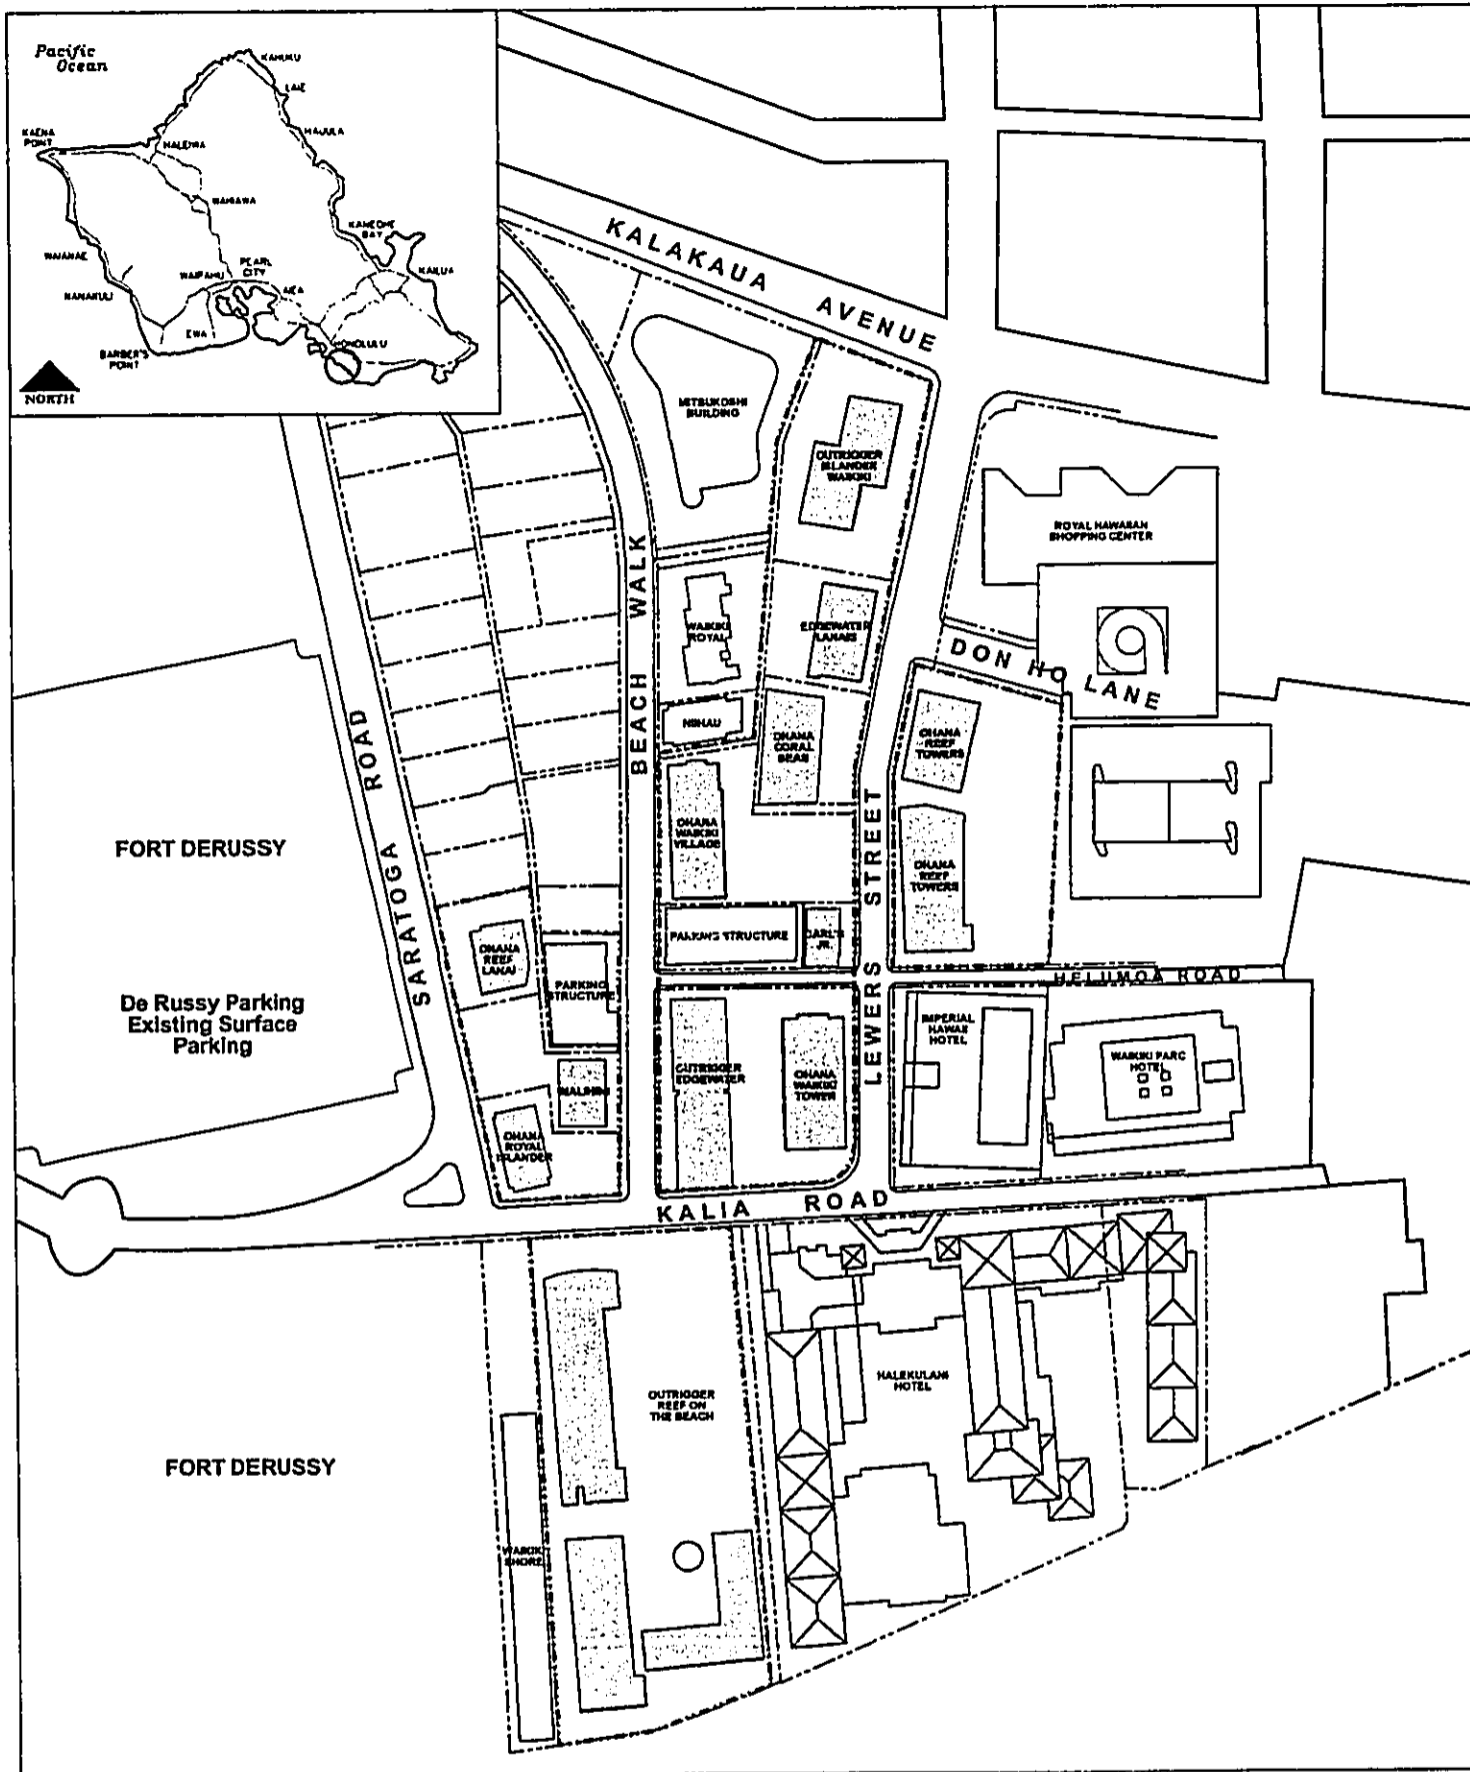 Pacific
Ocean
KAHUKU
LAIE
HAUULA
KAENA
POINT
HALEIWA
WAHIAWA
KANEOHE
BAY
KAILUA
WAIANAE
WAIPAHU
PEARL
CITY
AIEA
NANAKULI
EWA
HONOLULU
BARBER'S
POINT
NORTH
KALAKAUA AVENUE
MITSUKOSHI
BUILDING
OUTRIGGER
ISLANDER
WAIKIKI
ROYAL HAWAIIAN
SHOPPING CENTER
BEACH WALK
WAIKIKI
ROYAL
EDGEWATER
LANAIS
DON HO LANE
NIIHAU
OHANA
CORAL
SEAS
OHANA
REEF
TOWERS
SARATOGA ROAD
OHANA
WAIKIKI
VILLAGE
LEWERS STREET
OHANA
REEF
TOWERS
FORT DERUSSY
OHANA
REEF
LANAI
PARKING STRUCTURE
CARL'S
JR.
HELUMOA ROAD
De Russy Parking
Existing Surface
Parking
PARKING
STRUCTURE
IMPERIAL
HAWAII
HOTEL
WAIKIKI PARC
HOTEL
OUTRIGGER
EDGEWATER
OHANA
WAIKIKI
TOWER
MALIHINI
OHANA
ROYAL
ISLANDER
KALIA ROAD
HALEKULANI
HOTEL
OUTRIGGER
REEF ON
THE BEACH
FORT DERUSSY
WAIKIKI
SHORE